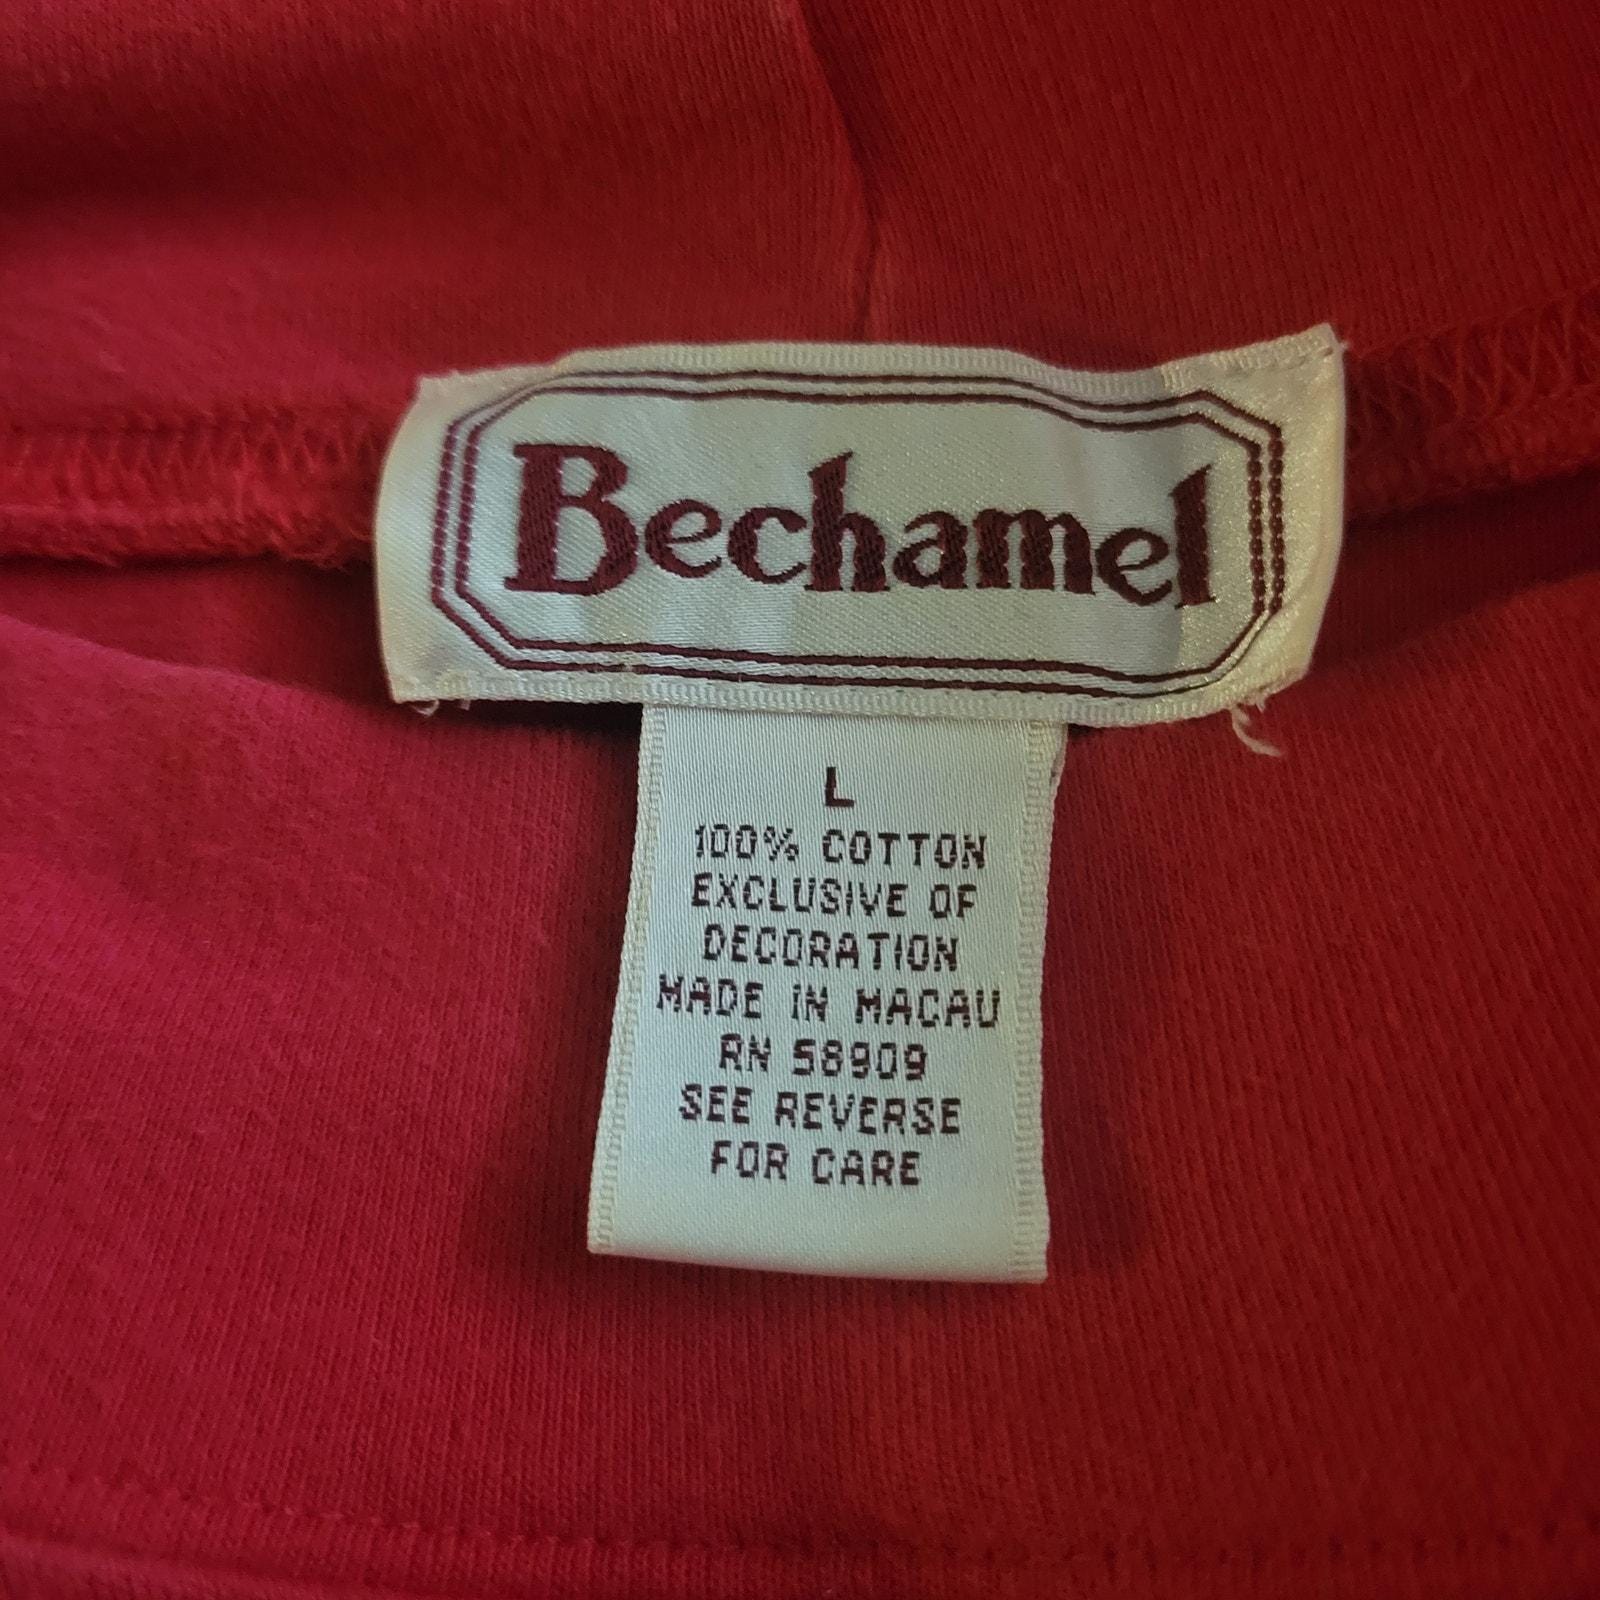 Bechamel
L
100% COTTON
EXCLUSIVE OF
DECORATION
MADE IN MACAU
RN 58909
SEE REVERSE
FOR CARE